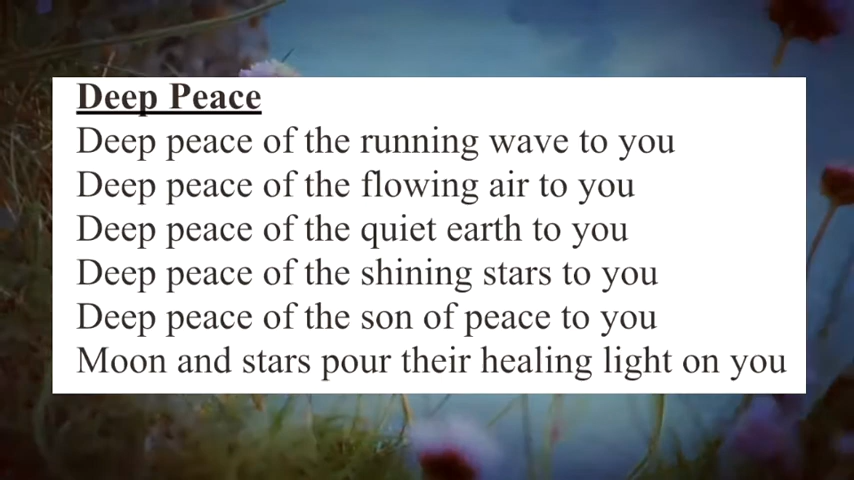 Deep Peace
Deep peace of the running wave to you
Deep peace of the flowing air to you
Deep peace of the quiet earth to you
Deep peace of the shining stars to you
Deep peace of the son of peace to you
Moon and stars pour their healing light on you